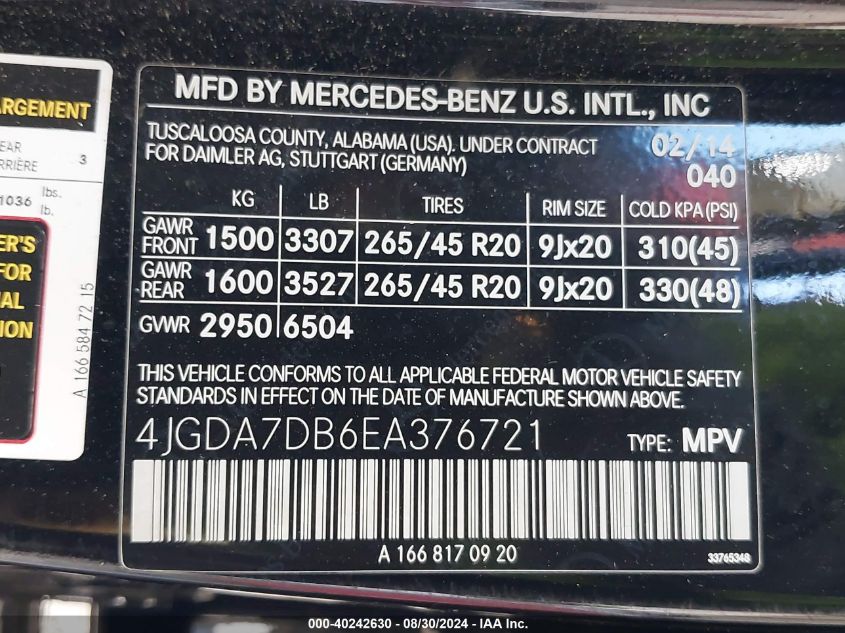 ARGEMENT
EAR
RRIÈRE 3
1036 lbs.
lb.
ER'S
FOR
AL
ION
A 166 584 72 15
MFD BY MERCEDES-BENZ U.S. INTL., INC
TUSCALOOSA COUNTY, ALABAMA (USA). UNDER CONTRACT 02/14
FOR DAIMLER AG, STUTTGART (GERMANY) 040
KG LB TIRES RIM SIZE COLD KPA (PSI)
GAWR FRONT 1500 3307 265/45 R20 9Jx20 310(45)
GAWR REAR 1600 3527 265/45 R20 9Jx20 330(48)
GVWR 2950 6504
THIS VEHICLE CONFORMS TO ALL APPLICABLE FEDERAL MOTOR VEHICLE SAFETY
STANDARDS IN EFFECT ON THE DATE OF MANUFACTURE SHOWN ABOVE.
4JGDA7DB6EA376721 TYPE: MPV
A 166 817 09 20 33765348
000-40242630 - 08/30/2024 - IAA Inc.